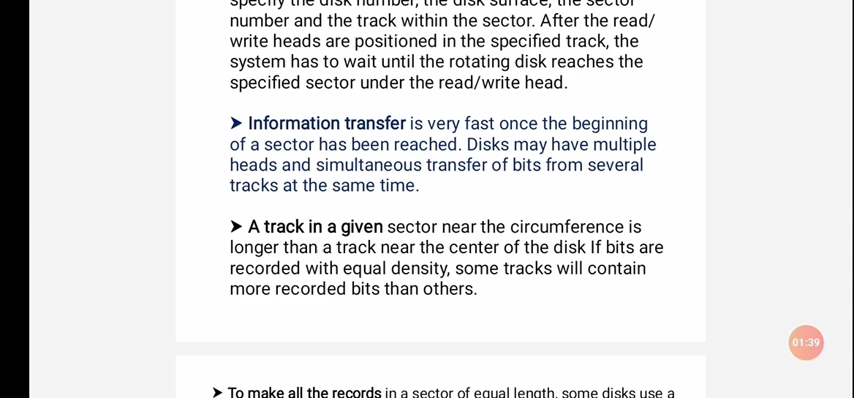 specify the disk number, the disk surface, the sector
number and the track within the sector. After the read/
write heads are positioned in the specified track, the
system has to wait until the rotating disk reaches the
specified sector under the read/write head.
➤ Information transfer is very fast once the beginning
of a sector has been reached. Disks may have multiple
heads and simultaneous transfer of bits from several
tracks at the same time.
➤ A track in a given sector near the circumference is
longer than a track near the center of the disk If bits are
recorded with equal density, some tracks will contain
more recorded bits than others.
01:39
➤ To make all the records in a sector of equal length, some disks use a